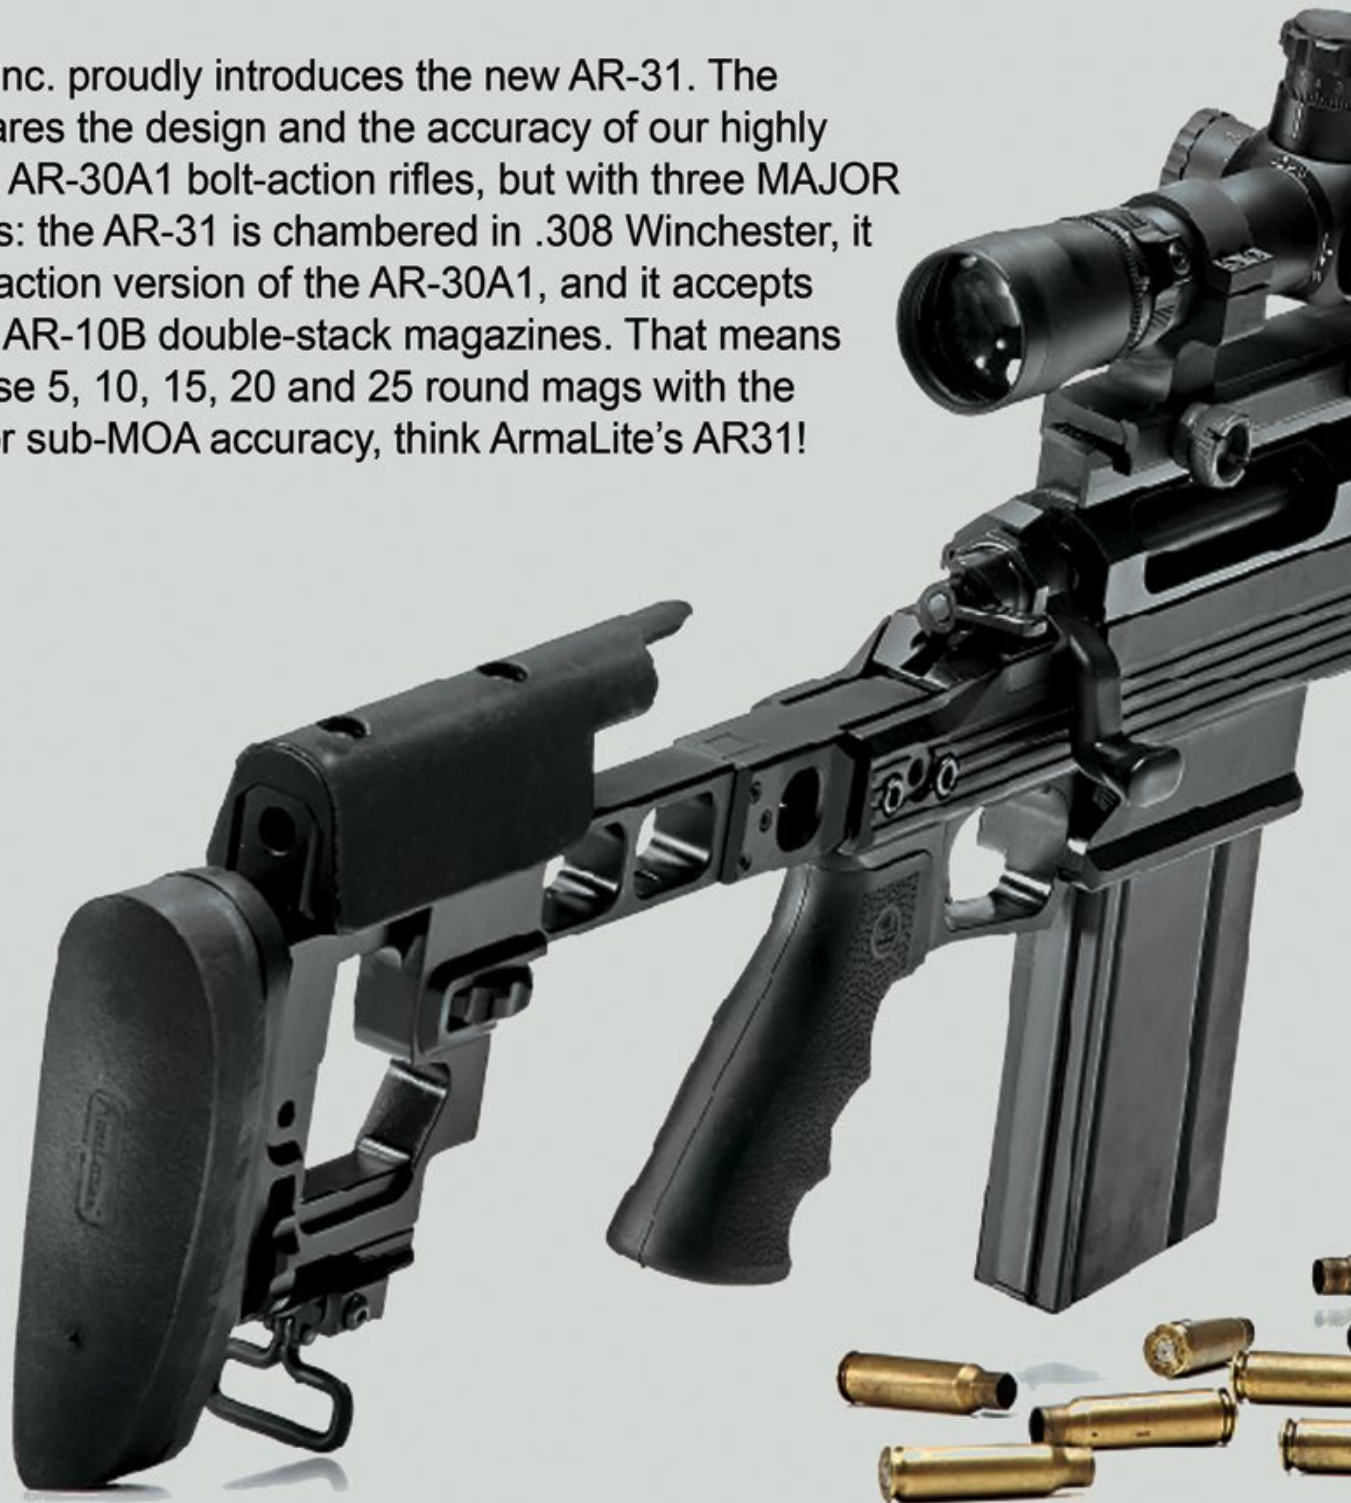 nc. proudly introduces the new AR-31. The
ares the design and the accuracy of our highly
AR-30A1 bolt-action rifles, but with three MAJOR
s: the AR-31 is chambered in .308 Winchester, it
action version of the AR-30A1, and it accepts
AR-10B double-stack magazines. That means
se 5, 10, 15, 20 and 25 round mags with the
r sub-MOA accuracy, think ArmaLite’s AR31!
ArmaLite